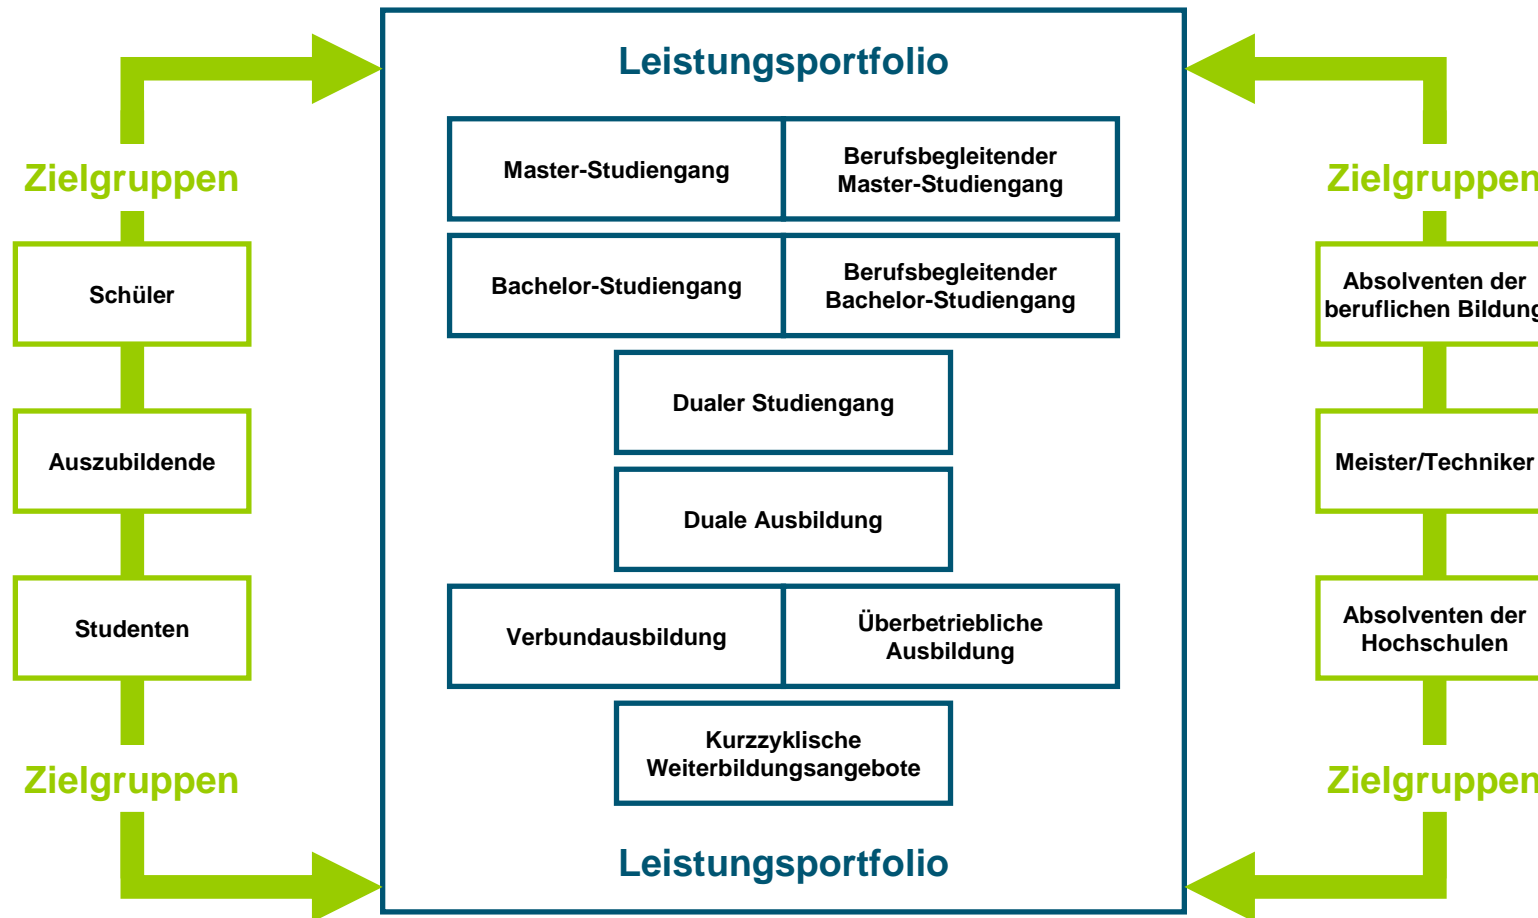 Leistungsportfolio
Zielgruppen
Schüler
Auszubildende
Studenten
Zielgruppen
Master-Studiengang
Berufsbegleitender
Master-Studiengang
Bachelor-Studiengang
Berufsbegleitender
Bachelor-Studiengang
Dualer Studiengang
Duale Ausbildung
Verbundausbildung
Überbetriebliche
Ausbildung
Kurzzyklische
Weiterbildungsangebote
Leistungsportfolio
Zielgruppen
Absolventen der
beruflichen Bildung
Meister/Techniker
Absolventen der
Hochschulen
Zielgruppen